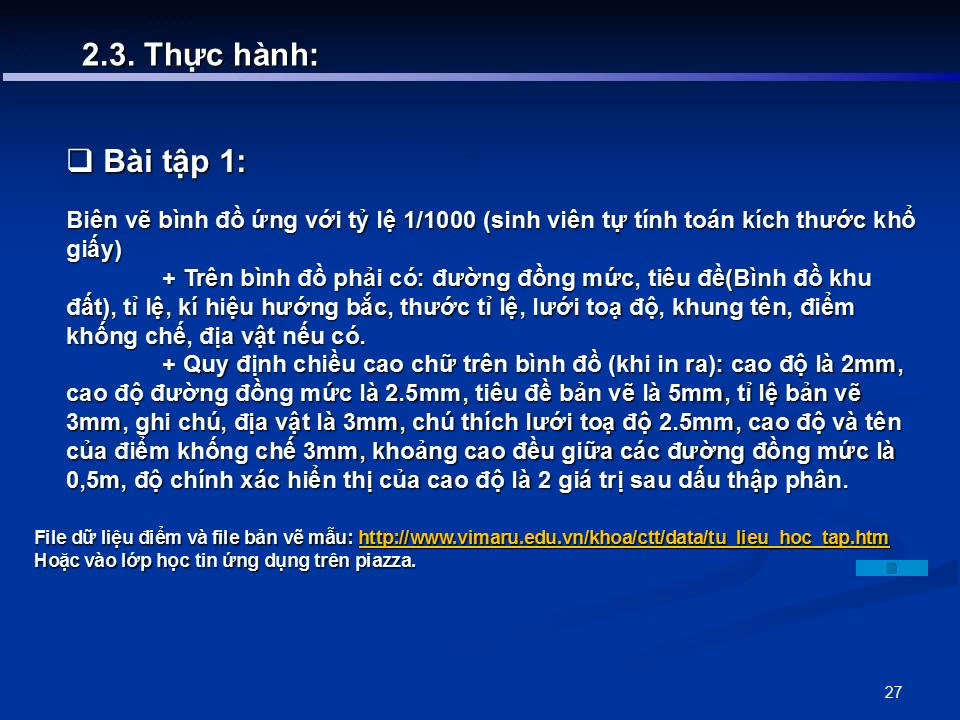 2.3. Thực hành:
❑ Bài tập 1:
Biên vẽ bình đồ ứng với tỷ lệ 1/1000 (sinh viên tự tính toán kích thước khổ
giấy)
+ Trên bình đồ phải có: đường đồng mức, tiêu đề(Bình đồ khu
đất), tỉ lệ, kí hiệu hướng bắc, thước tỉ lệ, lưới toạ độ, khung tên, điểm
khống chế, địa vật nếu có.
+ Quy định chiều cao chữ trên bình đồ (khi in ra): cao độ là 2mm,
cao độ đường đồng mức là 2.5mm, tiêu đề bản vẽ là 5mm, tỉ lệ bản vẽ
3mm, ghi chú, địa vật là 3mm, chú thích lưới toạ độ 2.5mm, cao độ và tên
của điểm khống chế 3mm, khoảng cao đều giữa các đường đồng mức là
0,5m, độ chính xác hiển thị của cao độ là 2 giá trị sau dấu thập phân.
File dữ liệu điểm và file bản vẽ mẫu: http://www.vimaru.edu.vn/khoa/ctt/data/tu_lieu_hoc_tap.htm
Hoặc vào lớp học tin ứng dụng trên piazza.
27